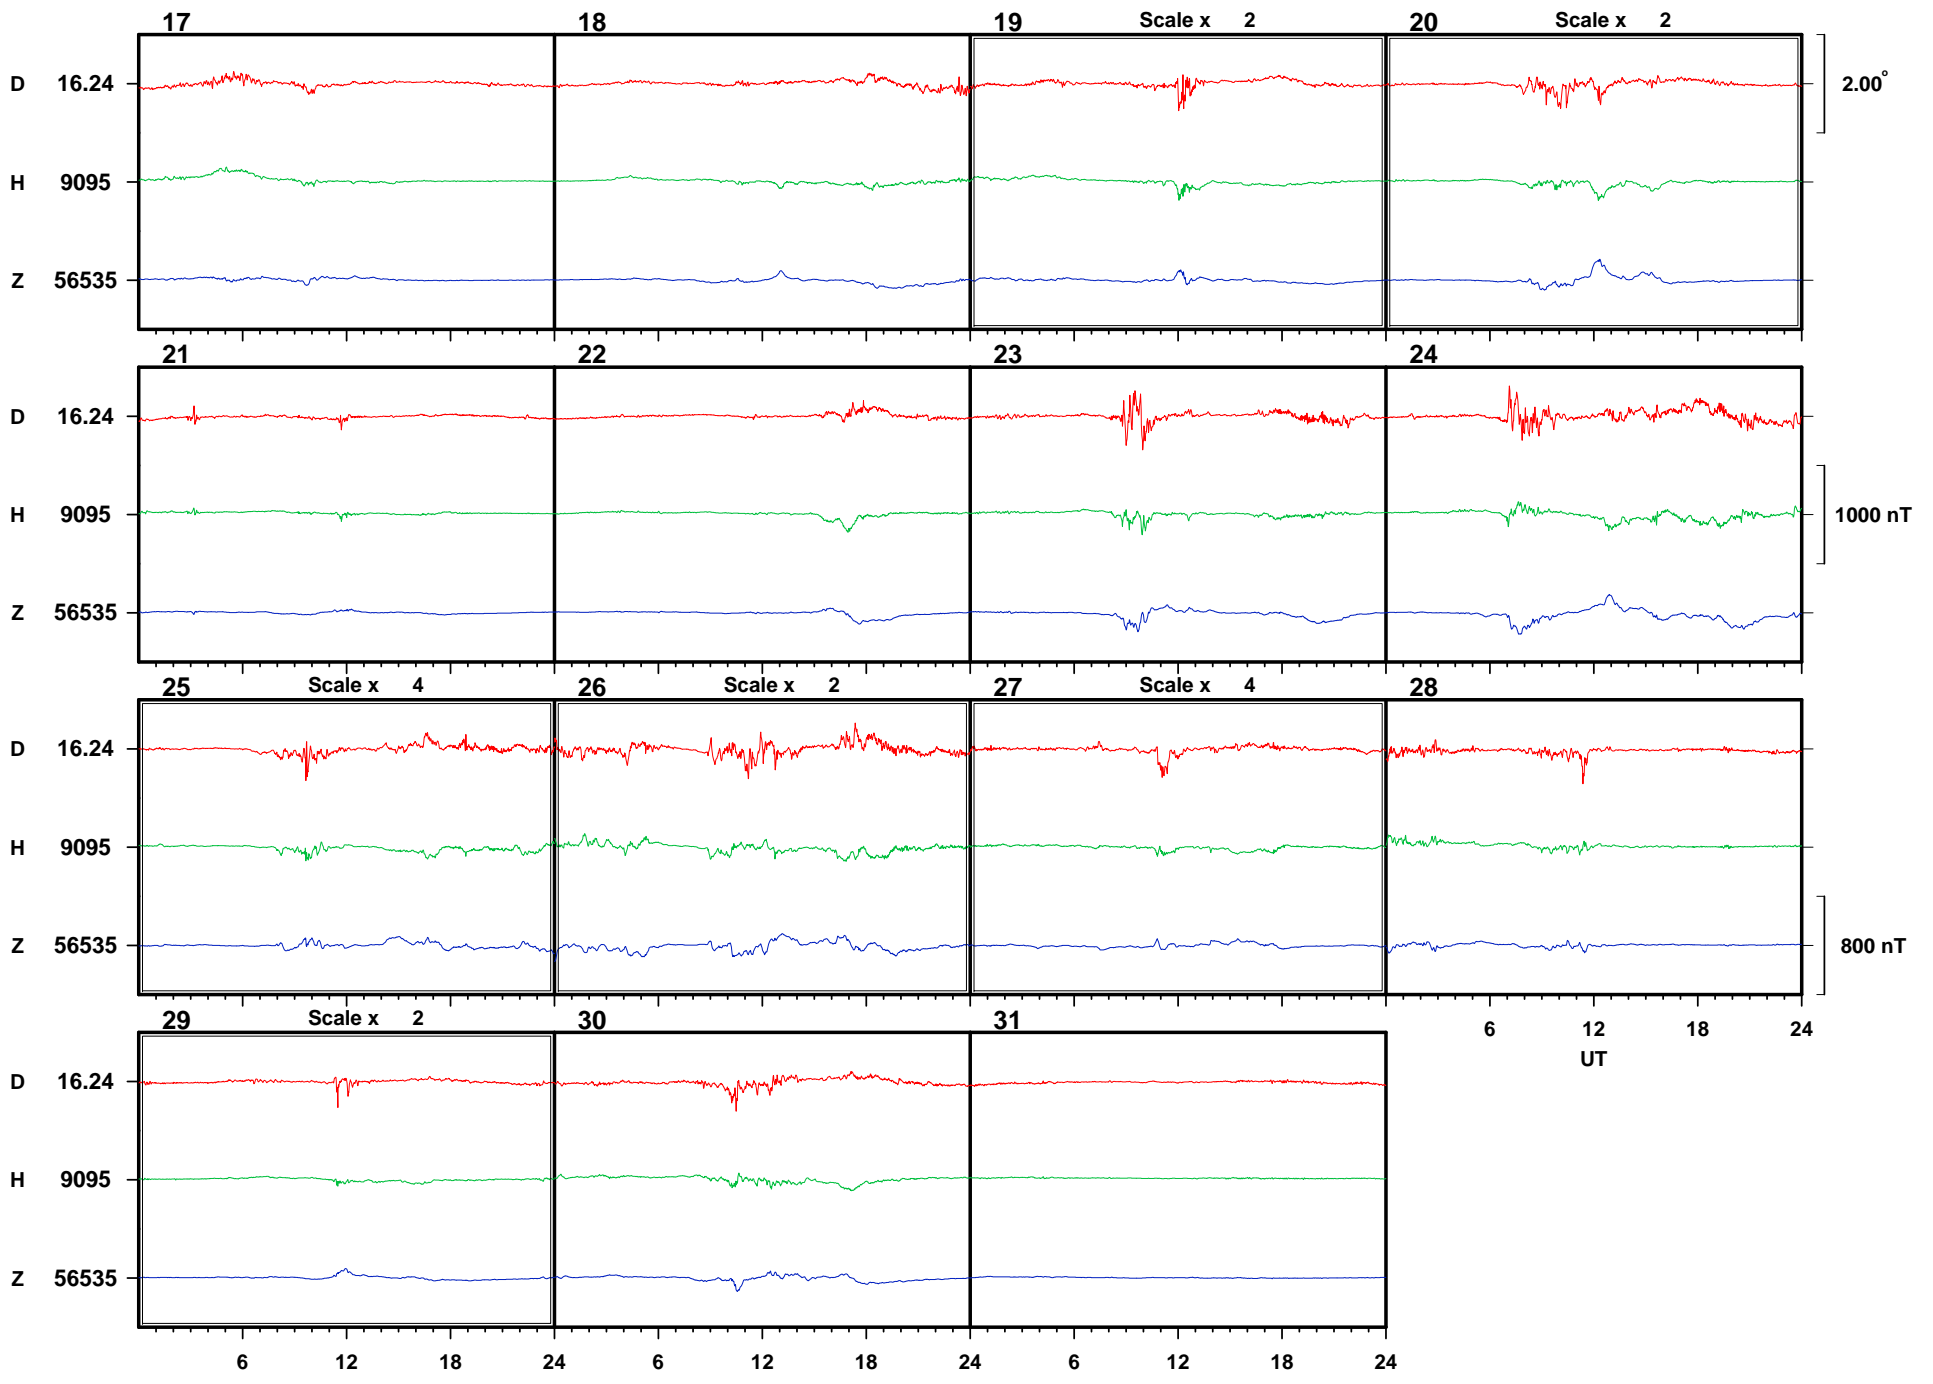 17 18 19 Scale x 2 20 Scale x 2
D 16.24 2.00°
H 9095
Z 56535
21 22 23 24
D 16.24
H 9095 1000 nT
Z 56535
25 Scale x 4 26 Scale x 2 27 Scale x 4 28
D 16.24
H 9095
Z 56535 800 nT
29 Scale x 2 30 31
6 12 18 24
UT
D 16.24
H 9095
Z 56535
6 12 18 24 6 12 18 24 6 12 18 24